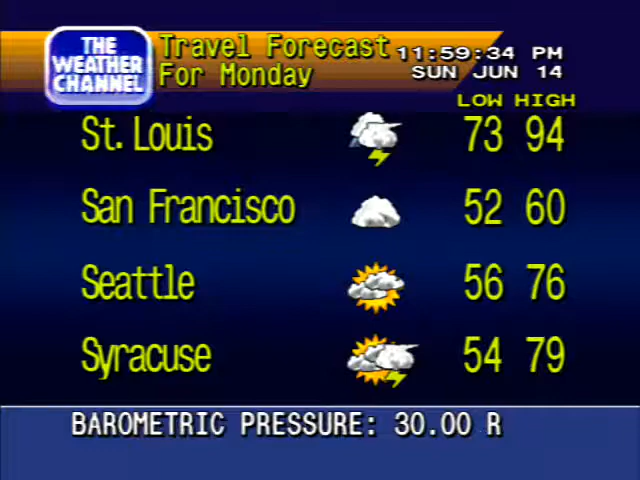 THE
WEATHER
CHANNEL
Travel Forecast
For Monday
11:59:34 PM
SUN JUN 14
LOW HIGH
St. Louis 73 94
San Francisco 52 60
Seattle 56 76
Syracuse 54 79
BAROMETRIC PRESSURE: 30.00 R